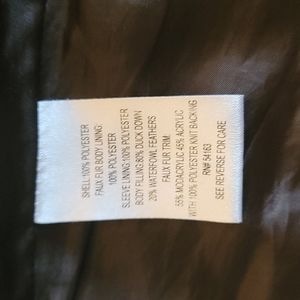 SHELL:100% POLYESTER
FAUX FUR BODY LINING:
100% POLYESTER
SLEEVE LINING:100% POLYESTER
BODY FILLING:80% DUCK DOWN
20% WATERFOWL FEATHERS
FAUX FUR TRIM:
55% MODACRYLIC 45% ACRYLIC
WITH 100% POLYESTER KNIT BACKING
RN# 54163
SEE REVERSE FOR CARE